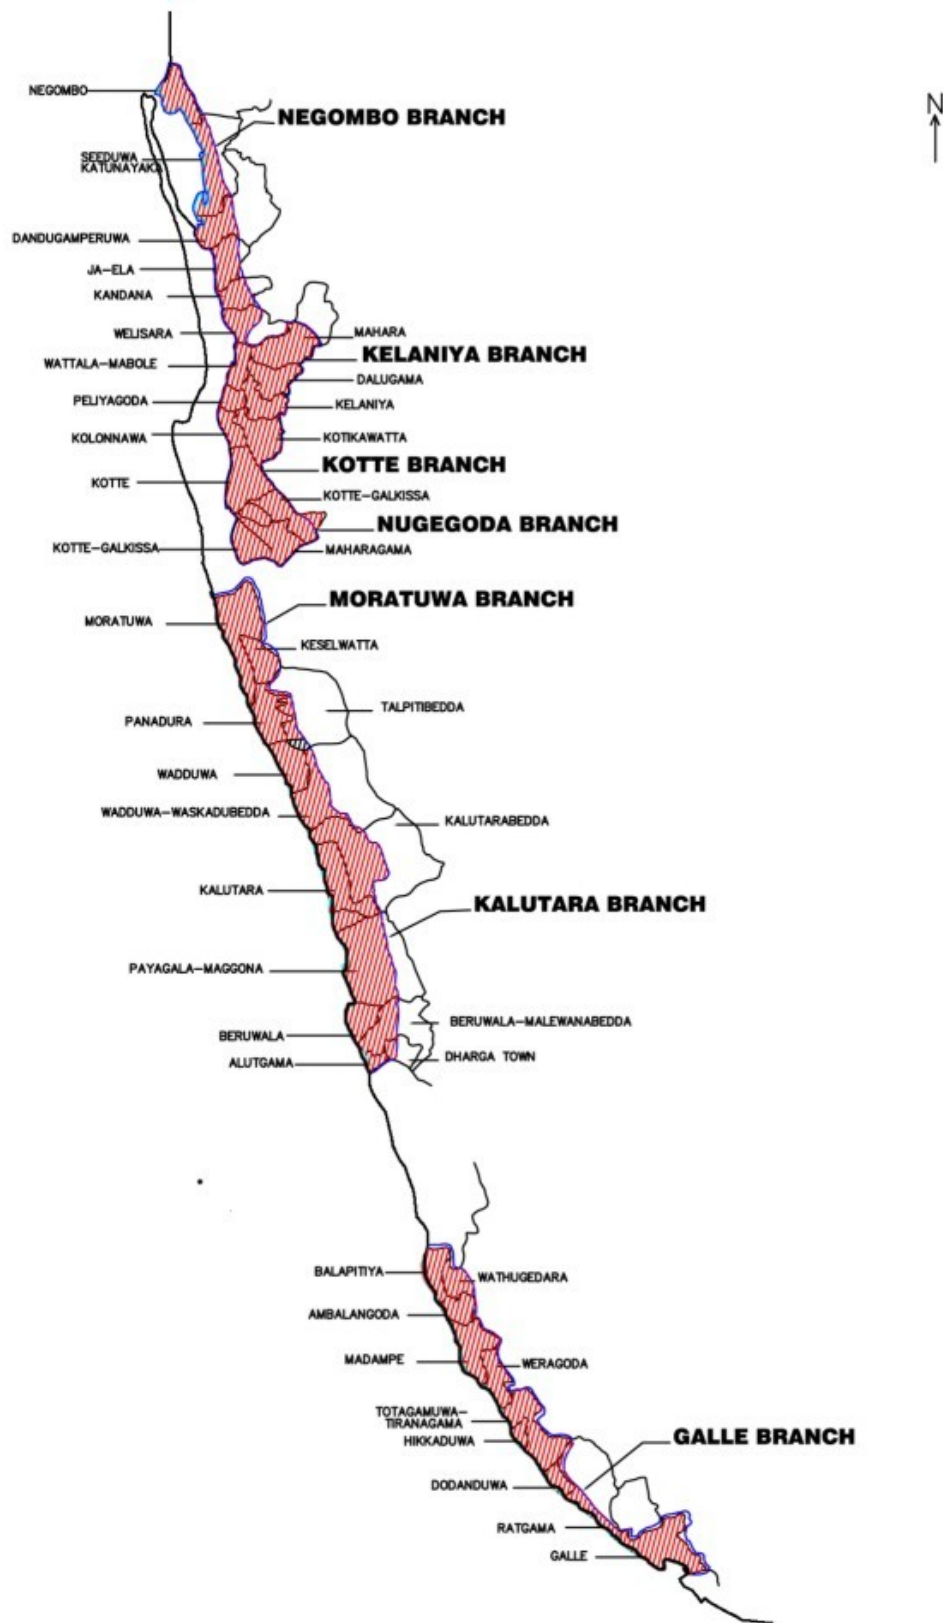 N
NEGOMBO
NEGOMBO BRANCH
SEEDUWA
KATUNAYAKA
DANDUGAMPERUWA
JA-ELA
KANDANA
WELISARA
MAHARA
KELANIYA BRANCH
WATTALA-MABOLE
DALUGAMA
PELIYAGODA
KELANIYA
KOLONNAWA
KOTIKAWATTA
KOTTE BRANCH
KOTTE
KOTTE-GALKISSA
NUGEGODA BRANCH
KOTTE-GALKISSA
MAHARAGAMA
MORATUWA BRANCH
MORATUWA
KESELWATTA
TALPITIBEDDA
PANADURA
WADDUWA
WADDUWA-WASKADUBEDDA
KALUTARABEDDA
KALUTARA
KALUTARA BRANCH
PAYAGALA-MAGGONA
BERUWALA-MALEWANABEDDA
BERUWALA
DHARGA TOWN
ALUTGAMA
BALAPITIYA
WATHUGEDARA
AMBALANGODA
MADAMPE
WERAGODA
TOTAGAMUWA-
TIRANAGAMA
HIKKADUWA
GALLE BRANCH
DODANDUWA
RATGAMA
GALLE